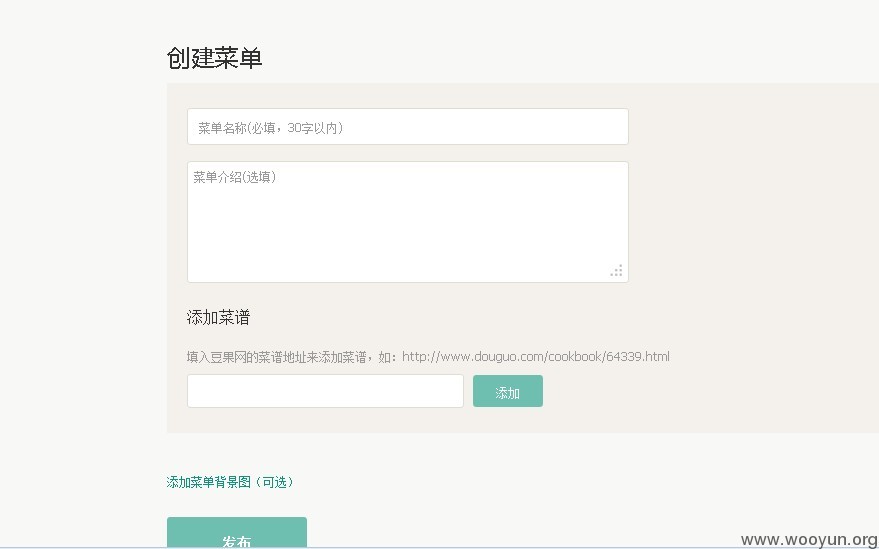 创建菜单
菜单名称(必填，30字以内)
菜单介绍(选填)
添加菜谱
填入豆果网的菜谱地址来添加菜谱，如：http://www.douguo.com/cookbook/64339.html
添加
添加菜单背景图（可选）
发布
www.wooyun.org